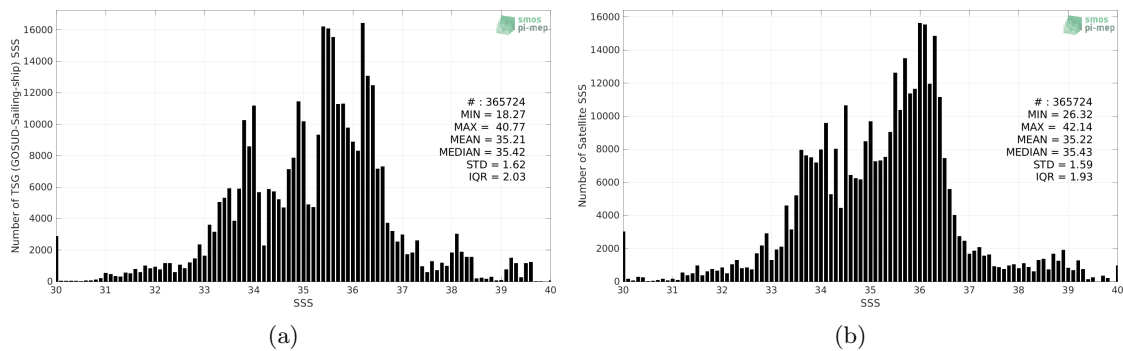 16000
14000
12000
10000
8000
6000
4000
2000
0
30 31 32 33 34 35 36 37 38 39 40
SSS
Number of TSG (GOSUD-Sailing-ship) SSS
smos
pi-mep
# : 365724
MIN = 18.27
MAX = 40.77
MEAN = 35.21
MEDIAN = 35.42
STD = 1.62
IQR = 2.03
(a)
16000
14000
12000
10000
8000
6000
4000
2000
0
30 31 32 33 34 35 36 37 38 39 40
SSS
Number of Satellite SSS
smos
pi-mep
# : 365724
MIN = 26.32
MAX = 42.14
MEAN = 35.22
MEDIAN = 35.43
STD = 1.59
IQR = 1.93
(b)